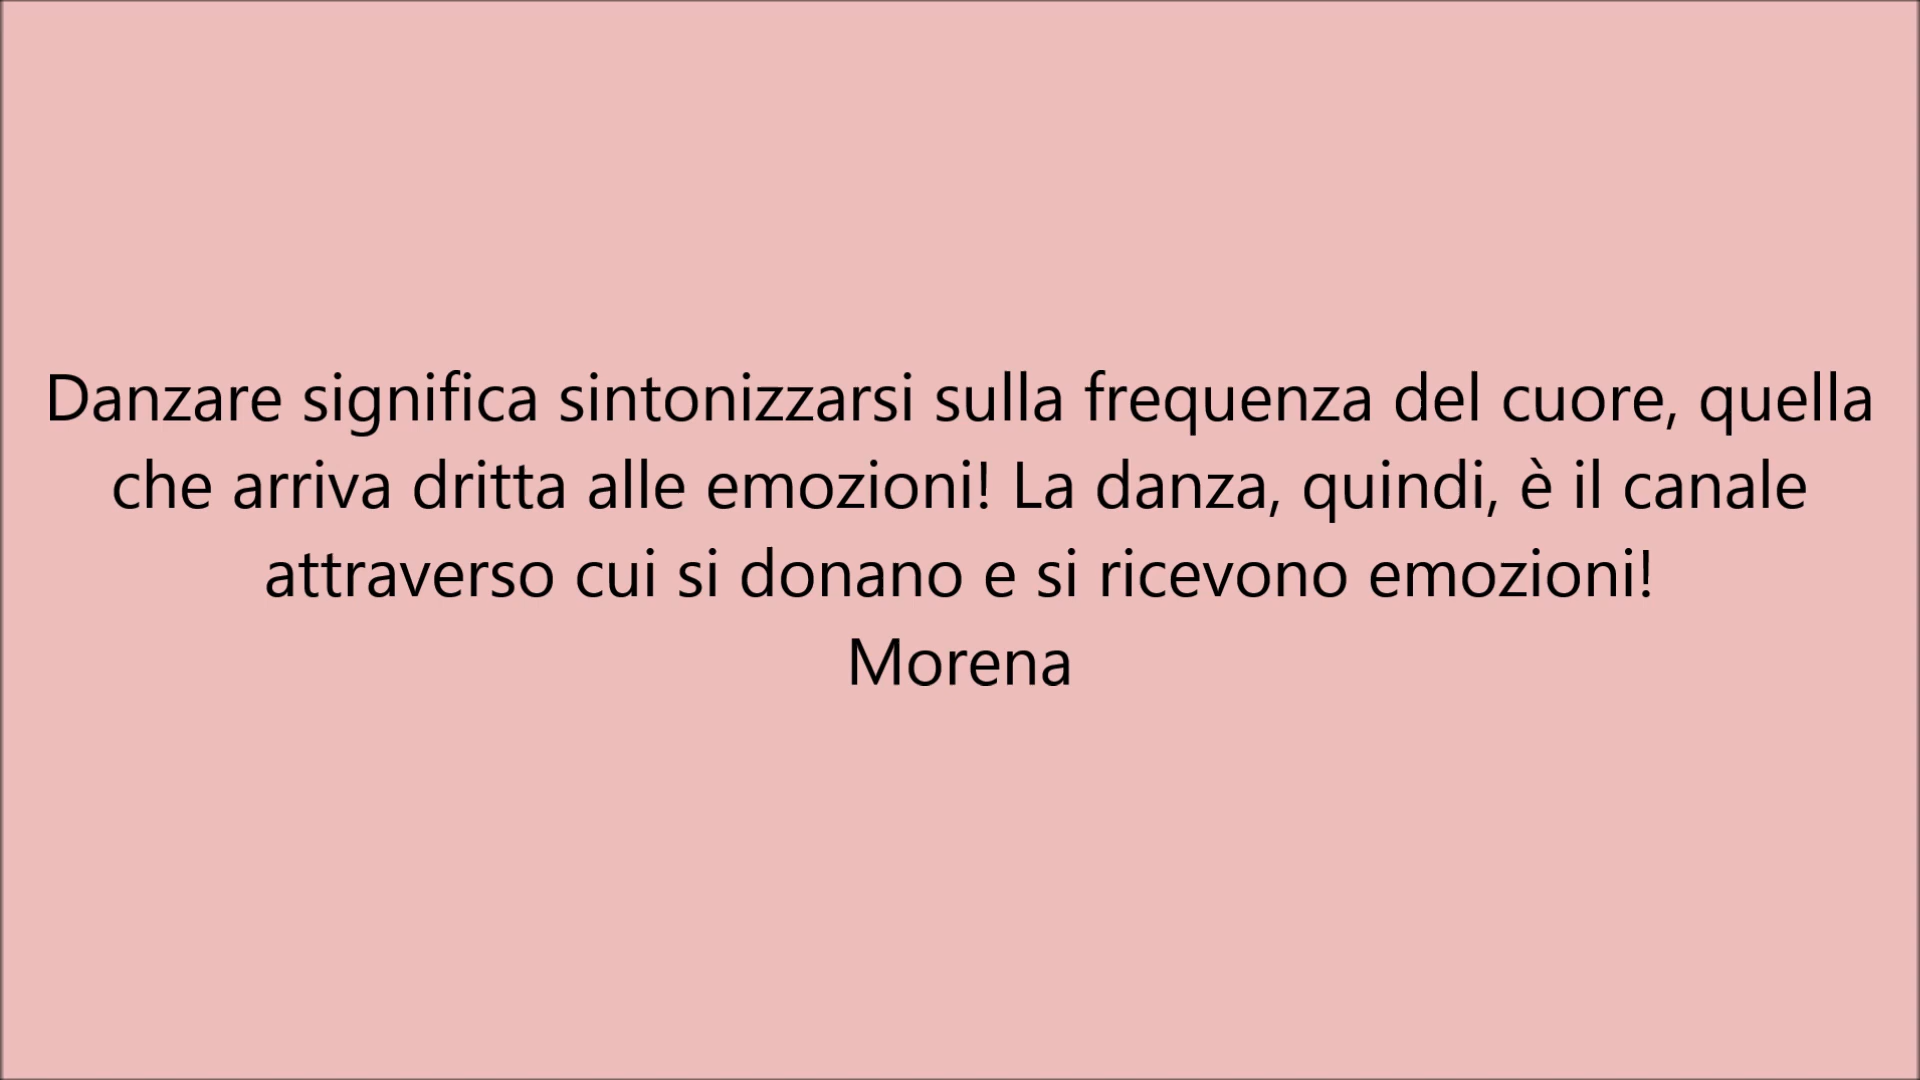 Danzare significa sintonizzarsi sulla frequenza del cuore, quella
che arriva dritta alle emozioni! La danza, quindi, è il canale
attraverso cui si donano e si ricevono emozioni!
Morena